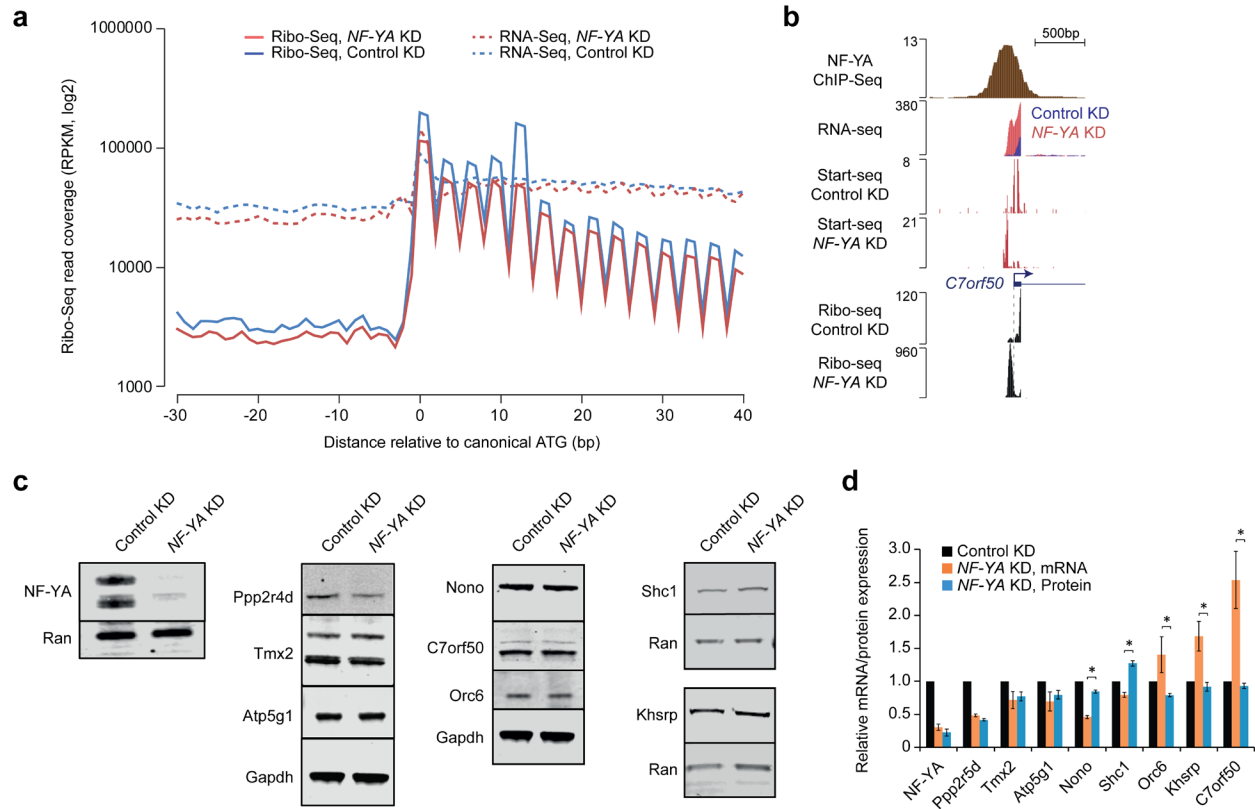 a
1000000
100000
10000
1000
Ribo-Seq read coverage (RPKM, log2)
Ribo-Seq, NF-YA KD
Ribo-Seq, Control KD
RNA-Seq, NF-YA KD
RNA-Seq, Control KD
-30
-20
-10
0
10
20
30
40
Distance relative to canonical ATG (bp)
b
500bp
13
NF-YA
ChIP-Seq
380
RNA-seq
Control KD
NF-YA KD
8
Start-seq
Control KD
21
Start-seq
NF-YA KD
C7orf50
120
Ribo-seq
Control KD
960
Ribo-seq
NF-YA KD
c
Control KD
NF-YA KD
NF-YA
Ran
Control KD
NF-YA KD
Ppp2r4d
Tmx2
Atp5g1
Gapdh
Control KD
NF-YA KD
Nono
C7orf50
Orc6
Gapdh
Control KD
NF-YA KD
Shc1
Ran
Khsrp
Ran
d
Relative mRNA/protein expression
3.0
2.5
2.0
1.5
1.0
0.5
0
Control KD
NF-YA KD, mRNA
NF-YA KD, Protein
*
*
*
*
*
NF-YA
Ppp2r5d
Tmx2
Atp5g1
Nono
Shc1
Orc6
Khsrp
C7orf50